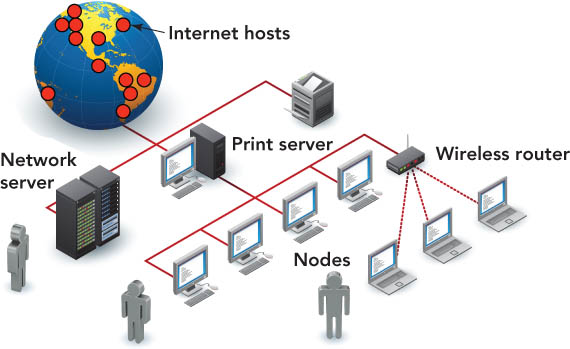 Internet hosts
Print server
Wireless router
Network
server
Nodes